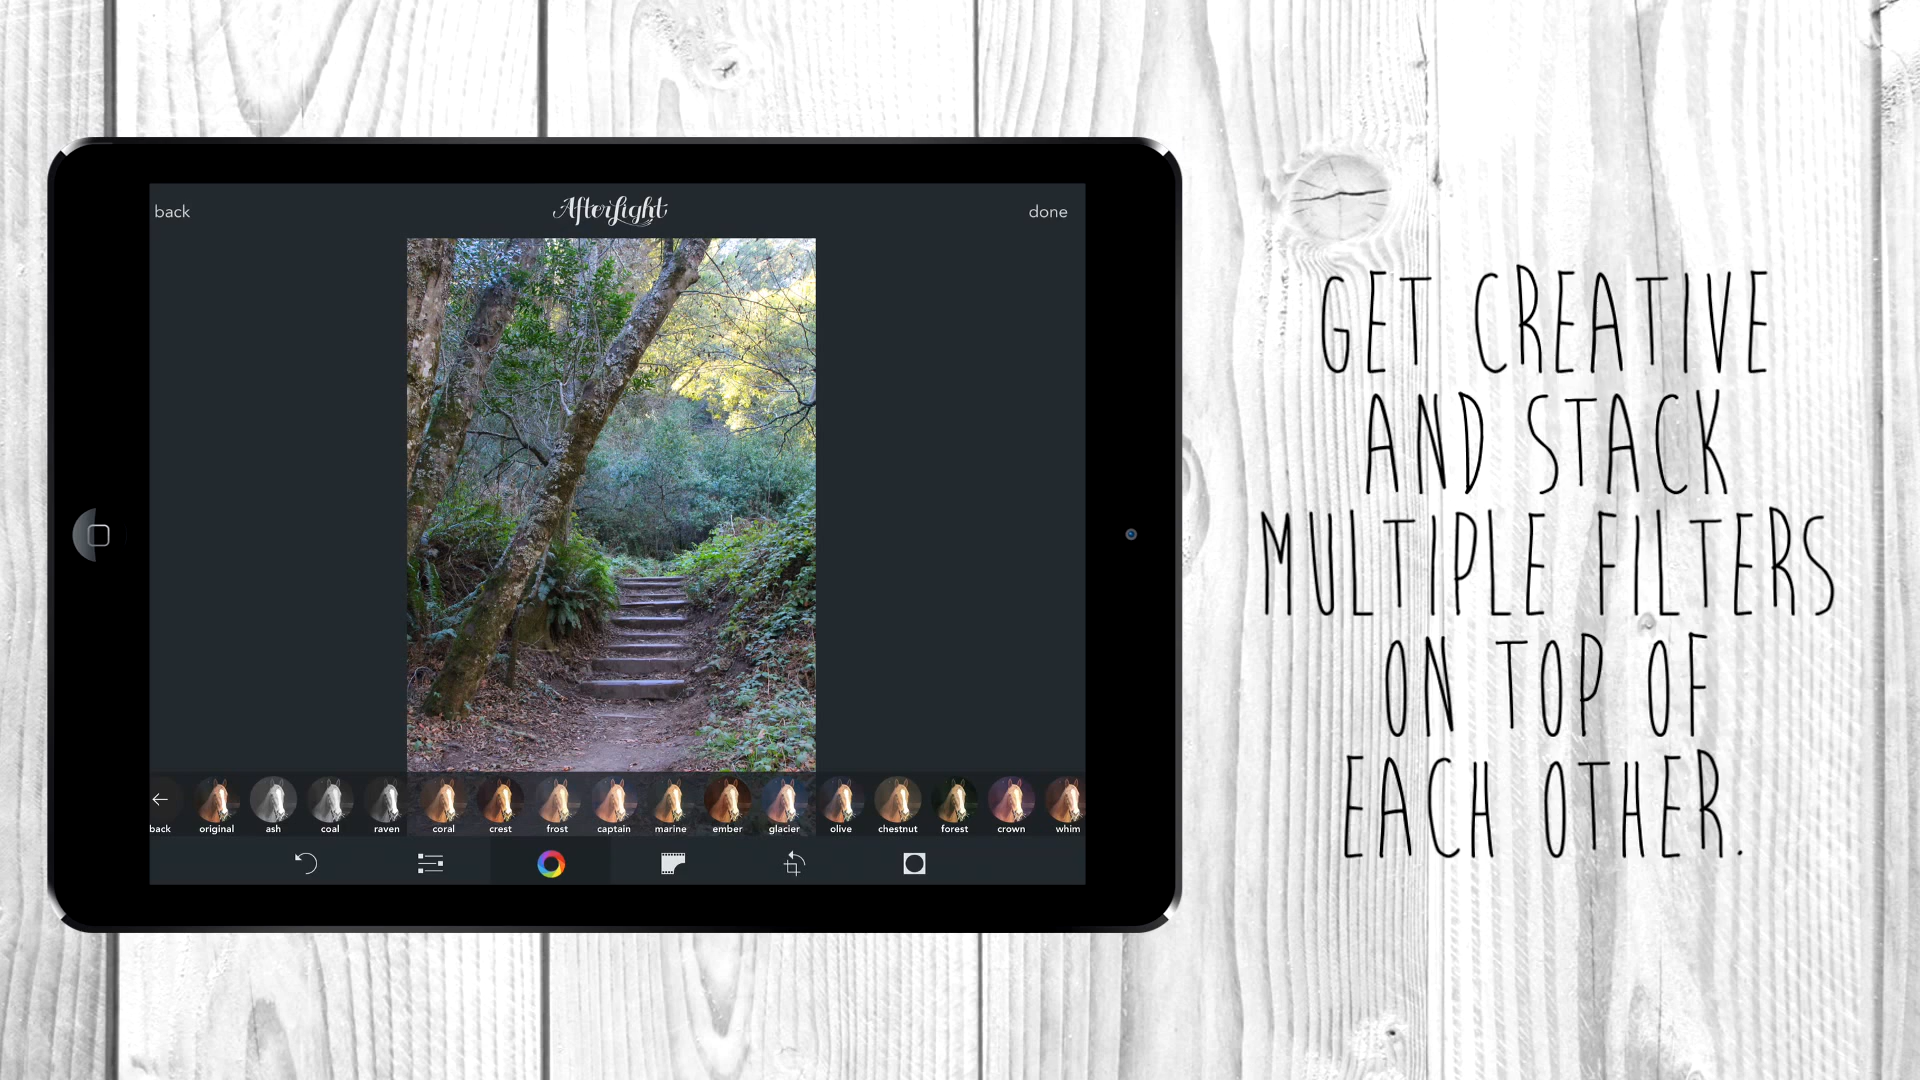 back
Afterlight
done
back original ash coal raven coral crest frost captain marine ember glacier olive chestnut forest crown whim
GET CREATIVE
AND STACK
MULTIPLE FILTERS
ON TOP OF
EACH OTHER.